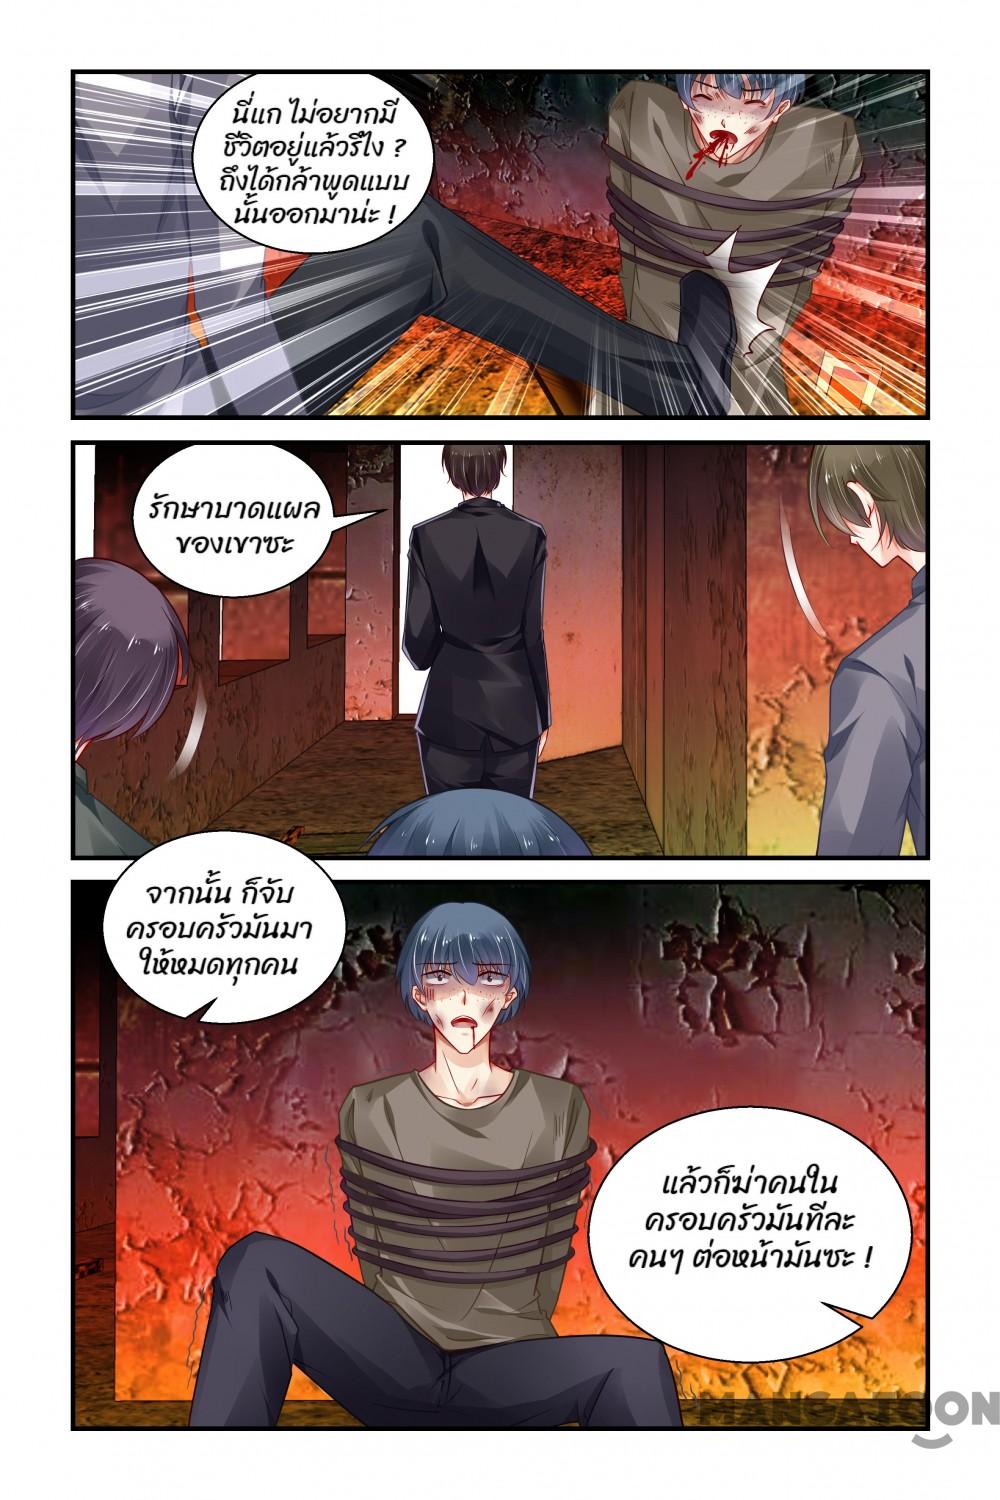 นี่แก ไม่อยากมี
ชีวิตอยู่แล้วรึไง ?
ถึงได้กล้าพูดแบบ
นั้นออกมาน่ะ !
รักษาบาดแผล
ของเขาซะ
จากนั้น ก็จับ
ครอบครัวมันมา
ให้หมดทุกคน
แล้วก็ฆ่าคนใน
ครอบครัวมันทีละ
คนๆ ต่อหน้ามันซะ !
MANGATOON